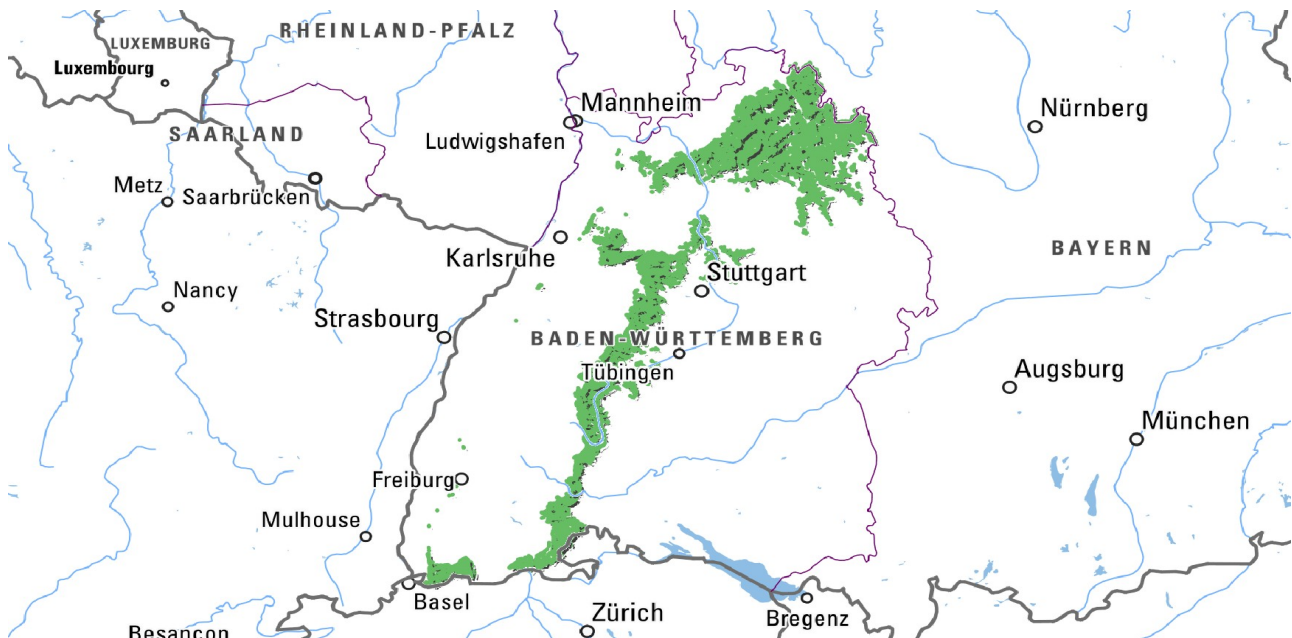 RHEINLAND-PFALZ
LUXEMBURG
Luxembourg
Mannheim
Nürnberg
Ludwigshafen
SAARLAND
Metz
Saarbrücken
Karlsruhe
BAYERN
Stuttgart
Nancy
Strasbourg
BADEN-WÜRTTEMBERG
Tübingen
Augsburg
München
Freiburg
Mulhouse
Basel
Zürich
Bregenz
Besançon